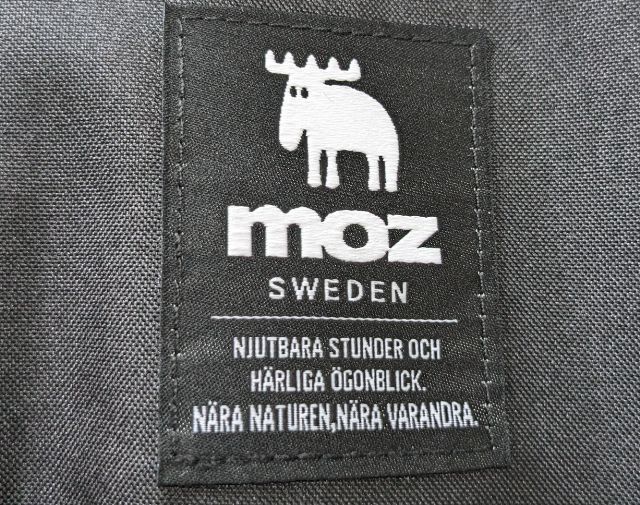 moz
SWEDEN
NJUTBARA STUNDER OCH
HÄRLIGA ÖGONBLICK.
NÄRA NATUREN,NÄRA VARANDRA.